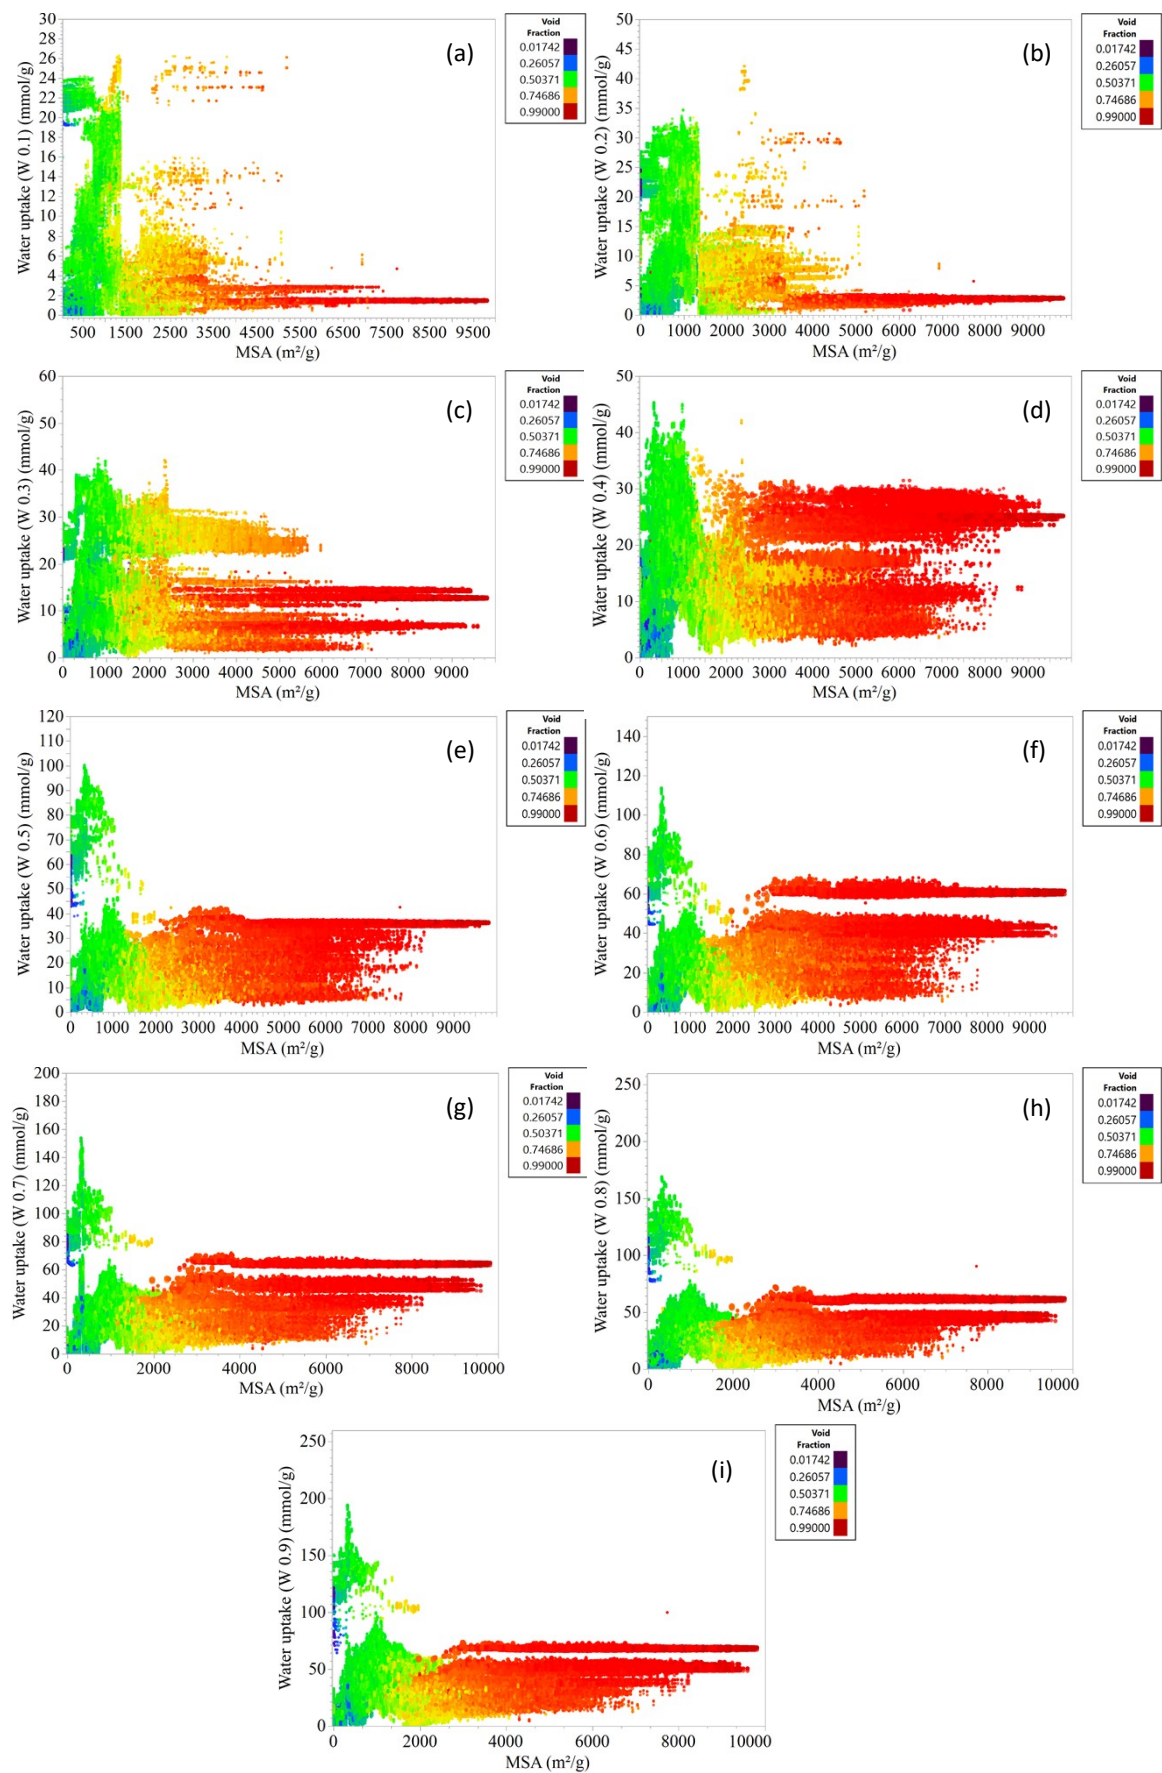 (a)
Water uptake (W 0.1) (mmol/g)
30
28
26
24
22
20
18
16
14
12
10
8
6
4
2
0
500 1500 2500 3500 4500 5500 6500 7500 8500 9500
MSA (m²/g)
Void
Fraction
0.01742
0.26057
0.50371
0.74686
0.99000
(b)
Water uptake (W 0.2) (mmol/g)
50
45
40
35
30
25
20
15
10
5
0
0 1000 2000 3000 4000 5000 6000 7000 8000 9000
MSA (m²/g)
Void
Fraction
0.01742
0.26057
0.50371
0.74686
0.99000
(c)
Water uptake (W 0.3) (mmol/g)
60
50
40
30
20
10
0
0 1000 2000 3000 4000 5000 6000 7000 8000 9000
MSA (m²/g)
Void
Fraction
0.01742
0.26057
0.50371
0.74686
0.99000
(d)
Water uptake (W 0.4) (mmol/g)
50
40
30
20
10
0
0 1000 2000 3000 4000 5000 6000 7000 8000 9000
MSA (m²/g)
Void
Fraction
0.01742
0.26057
0.50371
0.74686
0.99000
(e)
Water uptake (W 0.5) (mmol/g)
120
110
100
90
80
70
60
50
40
30
20
10
0
0 1000 2000 3000 4000 5000 6000 7000 8000 9000
MSA (m²/g)
Void
Fraction
0.01742
0.26057
0.50371
0.74686
0.99000
(f)
Water uptake (W 0.6) (mmol/g)
140
120
100
80
60
40
20
0
0 1000 2000 3000 4000 5000 6000 7000 8000 9000
MSA (m²/g)
Void
Fraction
0.01742
0.26057
0.50371
0.74686
0.99000
(g)
Water uptake (W 0.7) (mmol/g)
200
180
160
140
120
100
80
60
40
20
0
0 2000 4000 6000 8000 10000
MSA (m²/g)
Void
Fraction
0.01742
0.26057
0.50371
0.74686
0.99000
(h)
Water uptake (W 0.8) (mmol/g)
250
200
150
100
50
0
0 2000 4000 6000 8000 10000
MSA (m²/g)
Void
Fraction
0.01742
0.26057
0.50371
0.74686
0.99000
(i)
Water uptake (W 0.9) (mmol/g)
250
200
150
100
50
0
0 2000 4000 6000 8000 10000
MSA (m²/g)
Void
Fraction
0.01742
0.26057
0.50371
0.74686
0.99000